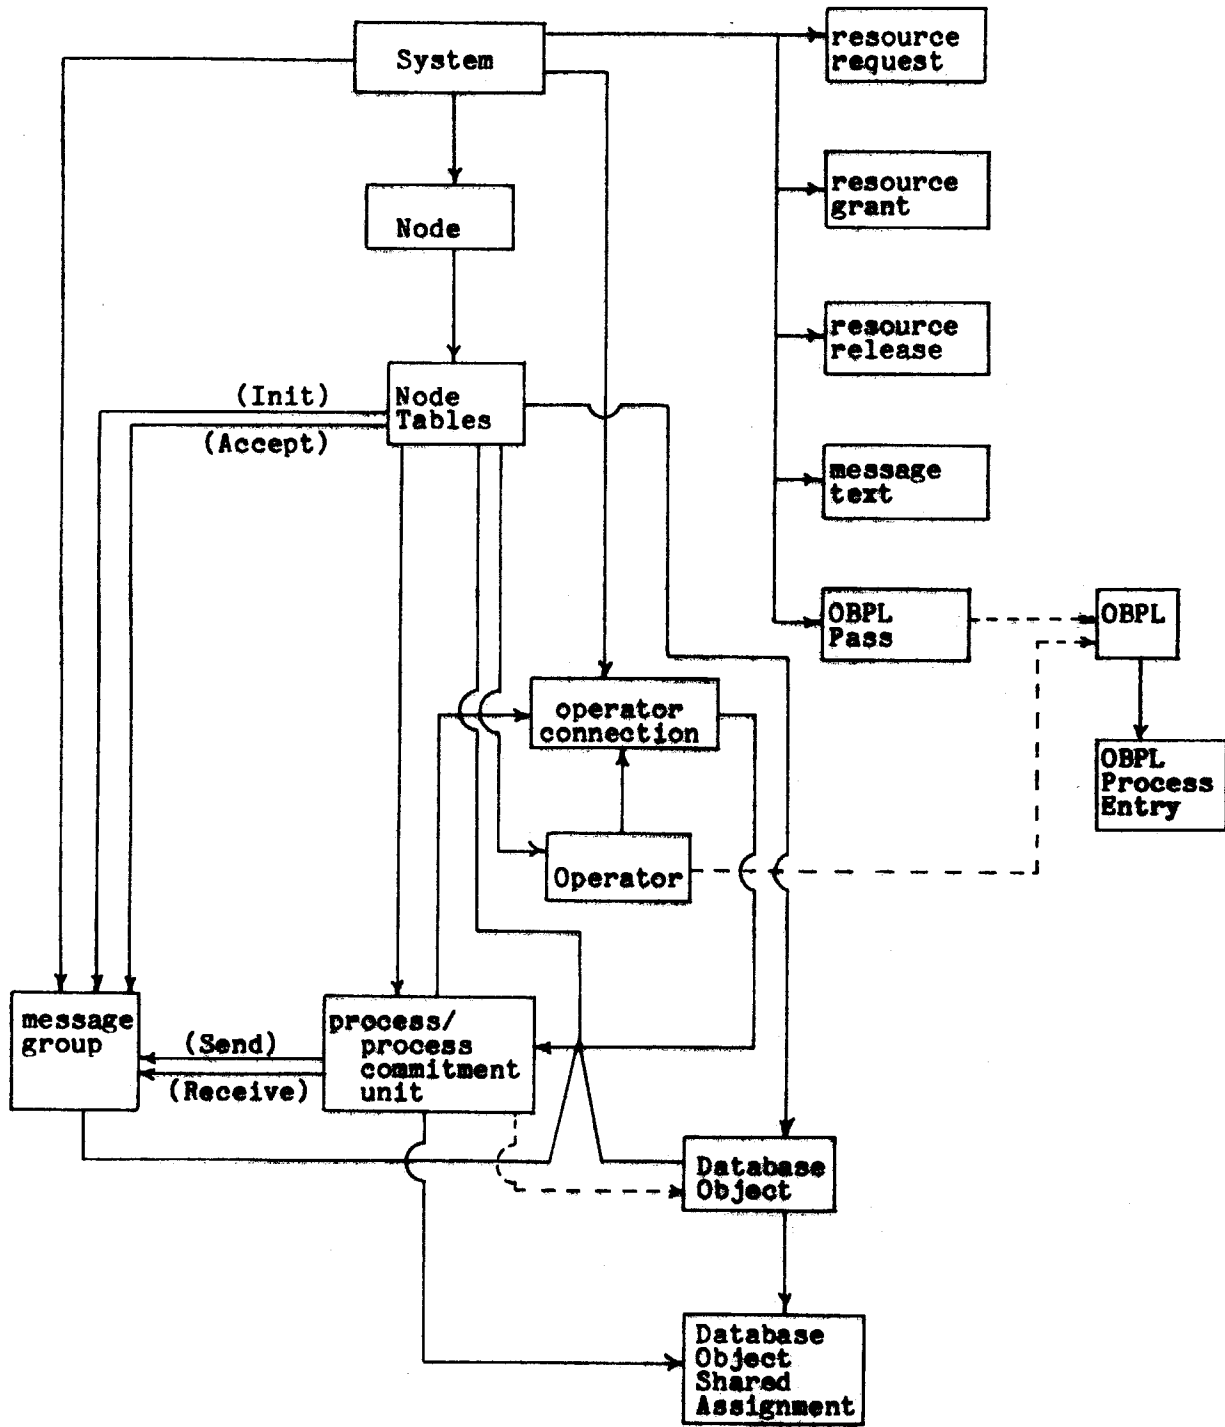 System
resource
request
resource
grant
Node
resource
release
Node
Tables
(Init)
(Accept)
message
text
OBPL
Pass
OBPL
operator
connection
OBPL
Process
Entry
Operator
message
group
(Send)
(Receive)
process/
process
commitment
unit
Database
Object
Database
Object
Shared
Assignment